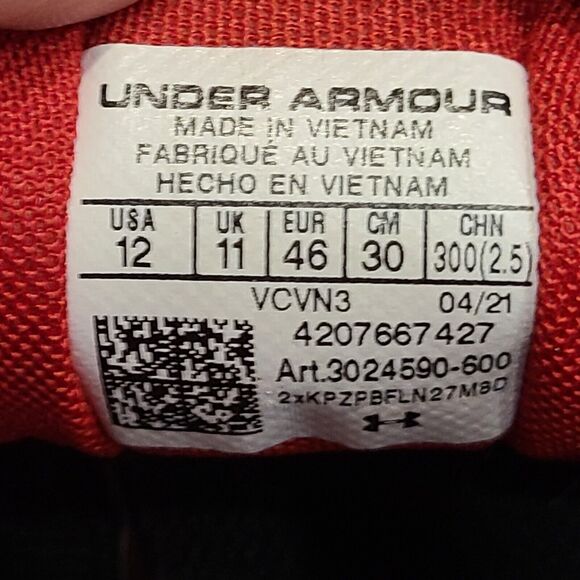 UNDER ARMOUR
MADE IN VIETNAM
FABRIQUÉ AU VIETNAM
HECHO EN VIETNAM
USA UK EUR CM CHN
12 11 46 30 300(2.5)
VCVN3 04/21
4207667427
Art.3024590-600
2xKPZPBFLN27M8D